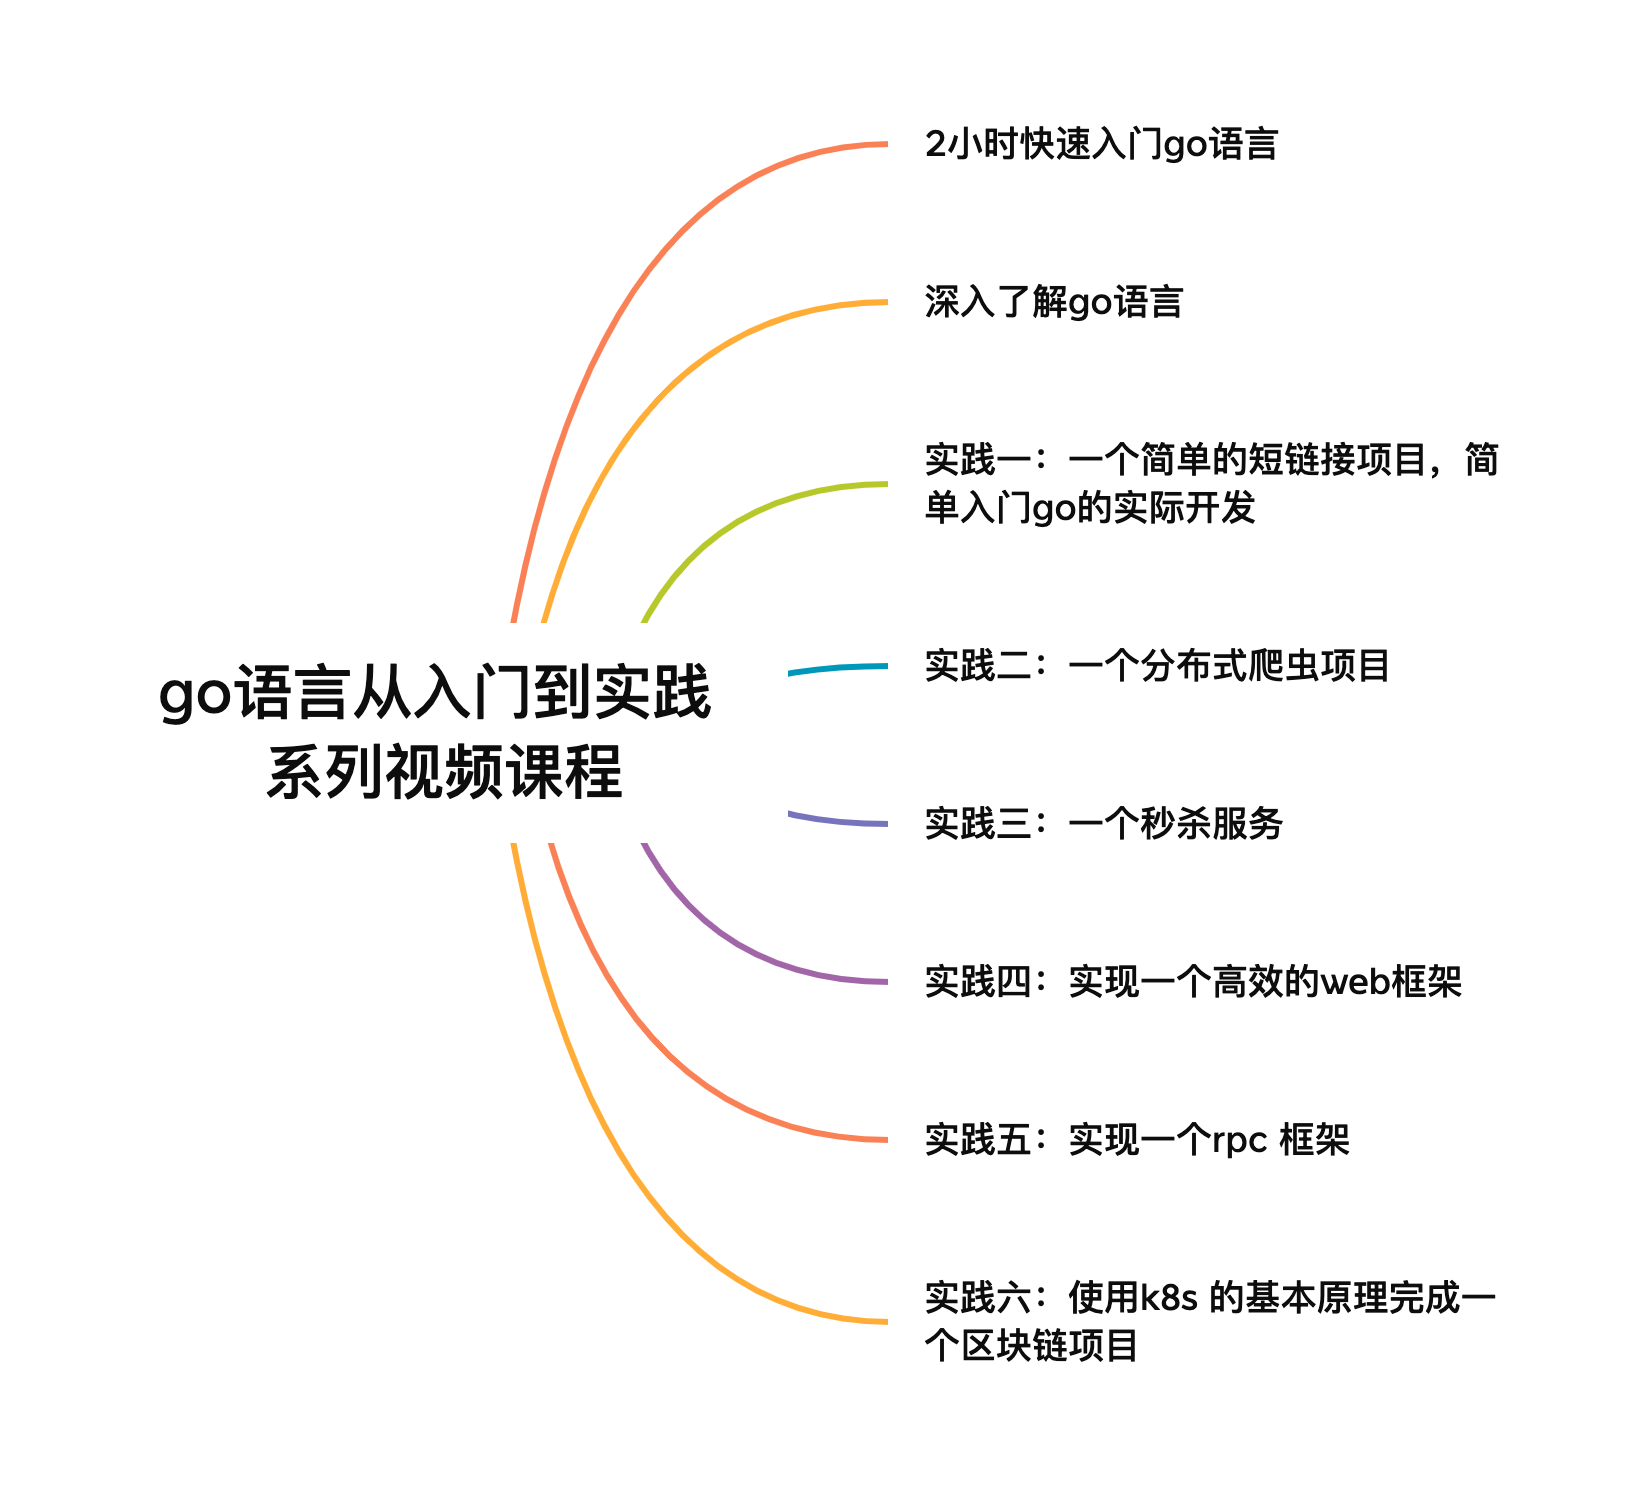 2小时快速入门go语言
深入了解go语言
实践一：一个简单的短链接项目，简
单入门go的实际开发
实践二：一个分布式爬虫项目
go语言从入门到实践
系列视频课程
实践三：一个秒杀服务
实践四：实现一个高效的web框架
实践五：实现一个rpc 框架
实践六：使用k8s 的基本原理完成一
个区块链项目